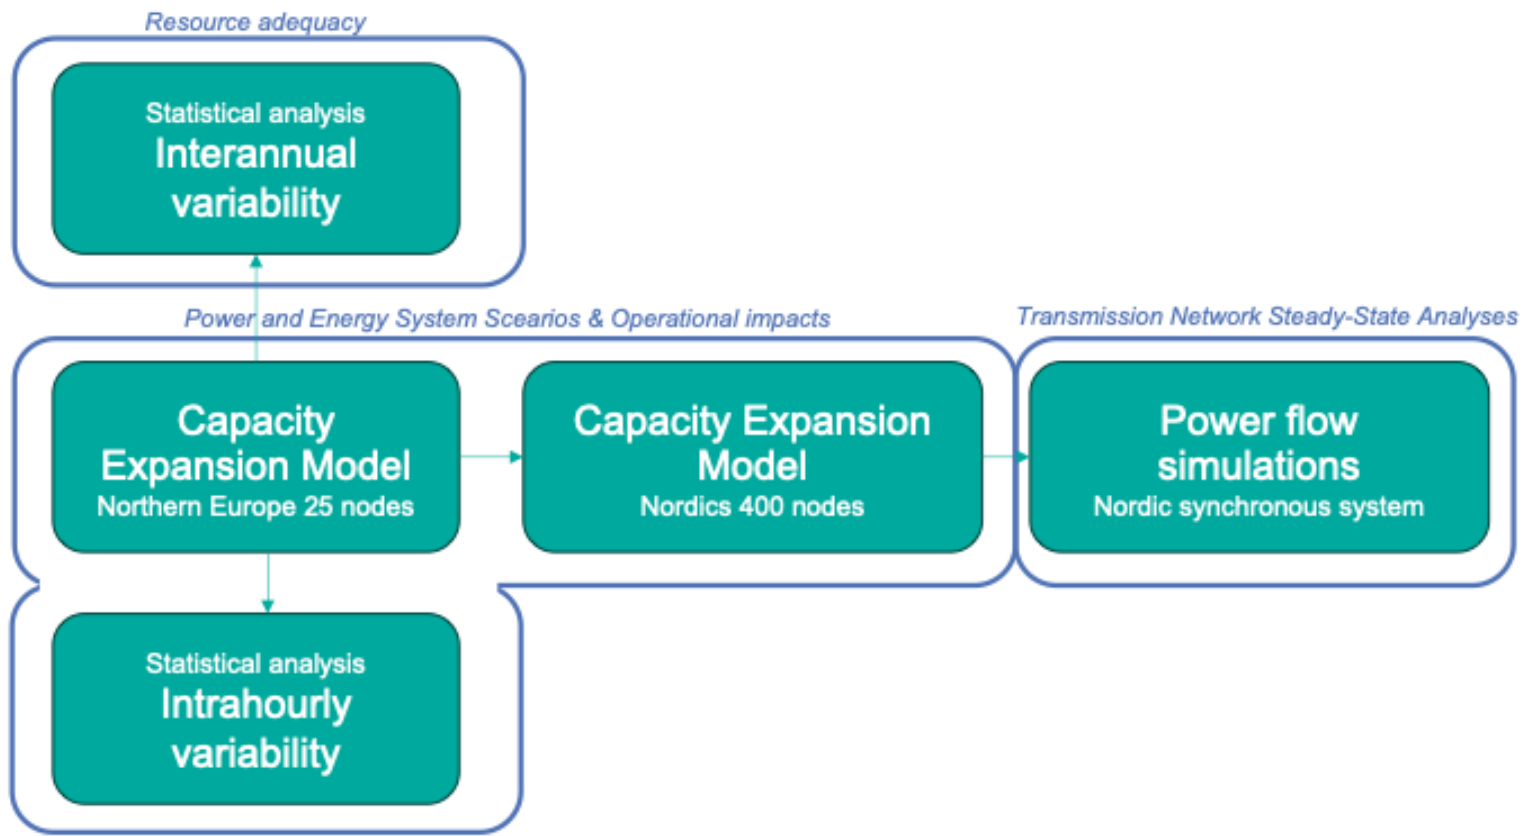 Resource adequacy
Statistical analysis
Interannual
variability
Power and Energy System Scearios & Operational impacts
Transmission Network Steady-State Analyses
Capacity
Expansion Model
Northern Europe 25 nodes
Capacity Expansion
Model
Nordics 400 nodes
Power flow
simulations
Nordic synchronous system
Statistical analysis
Intrahourly
variability